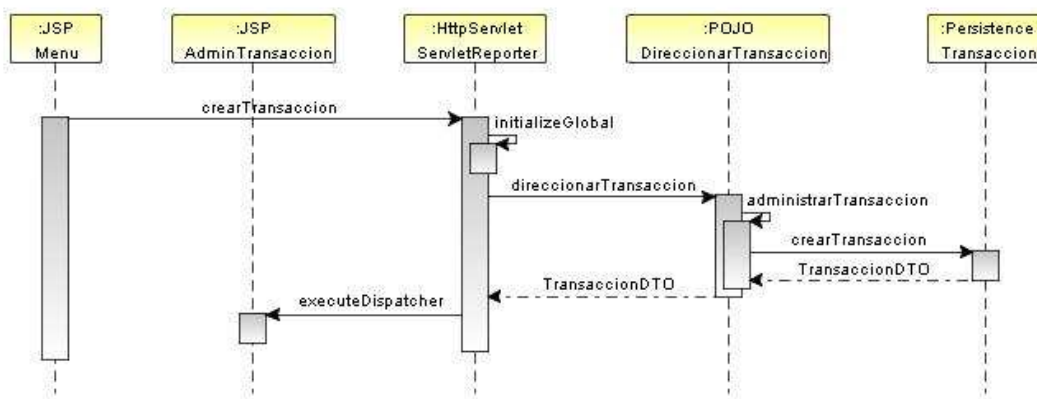 :JSP
Menu
:JSP
AdminTransaccion
:HttpServlet
ServletReporter
:POJO
DireccionarTransaccion
:Persistence
Transaccion
crearTransaccion
initializeGlobal
direccionarTransaccion
administrarTransaccion
crearTransaccion
TransaccionDTO
TransaccionDTO
executeDispatcher